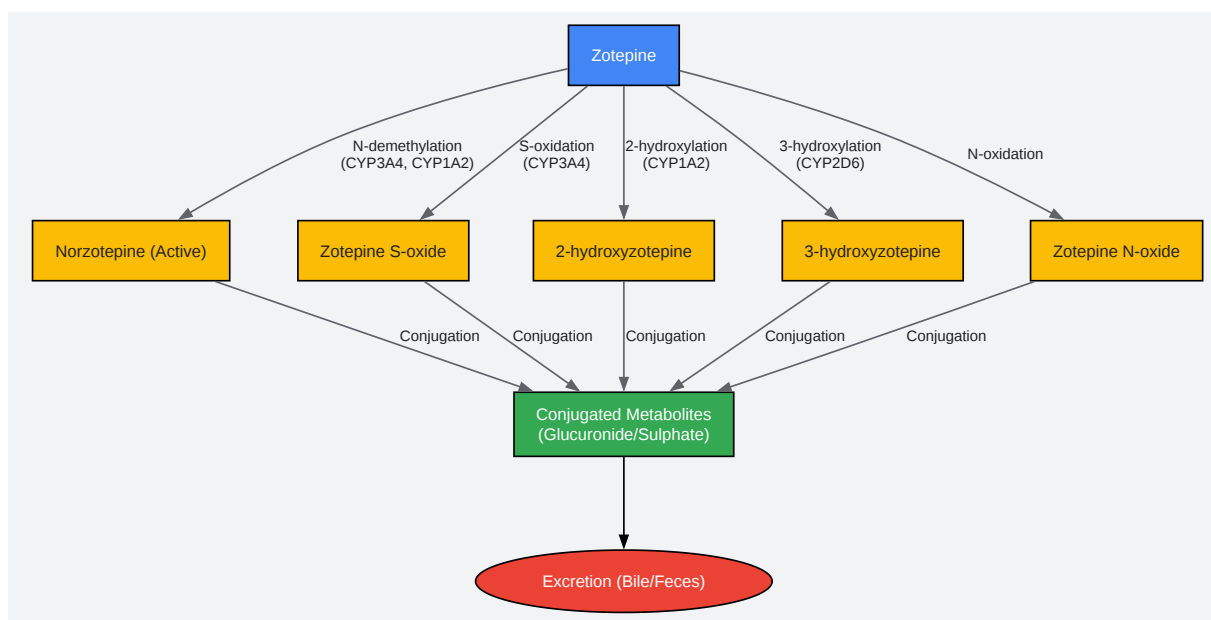 Zotepine
N-demethylation
(CYP3A4, CYP1A2)
S-oxidation
(CYP3A4)
2-hydroxylation
(CYP1A2)
3-hydroxylation
(CYP2D6)
N-oxidation
Norzotepine (Active)
Zotepine S-oxide
2-hydroxyzotepine
3-hydroxyzotepine
Zotepine N-oxide
Conjugation
Conjugation
Conjugation
Conjugation
Conjugation
Conjugated Metabolites
(Glucuronide/Sulphate)
Excretion (Bile/Feces)